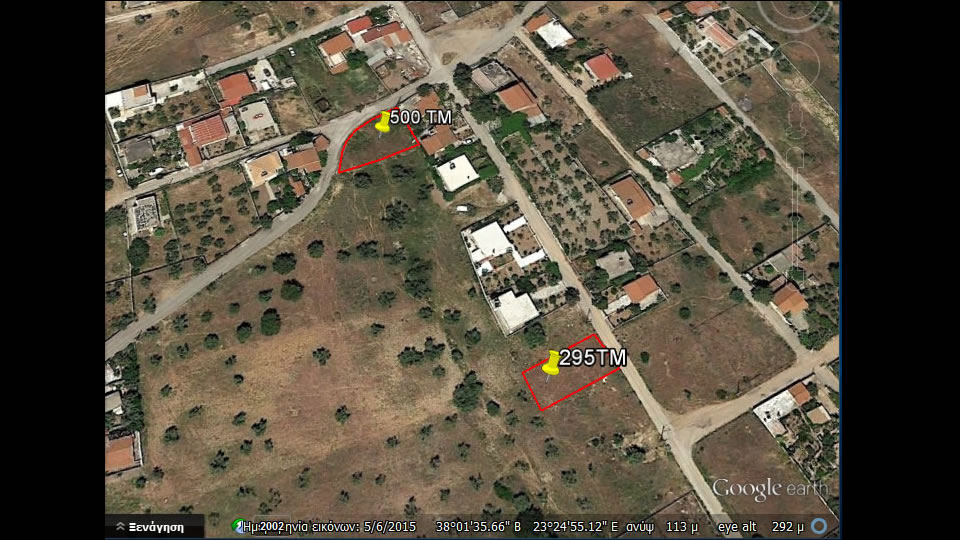 500 TM
295TM
Google earth
Ξενάγηση 2002 Ημερομηνία εικόνων: 5/6/2015 38°01'35.66" Β 23°24'55.12" Ε ανύψ 113 μ eye alt 292 μ